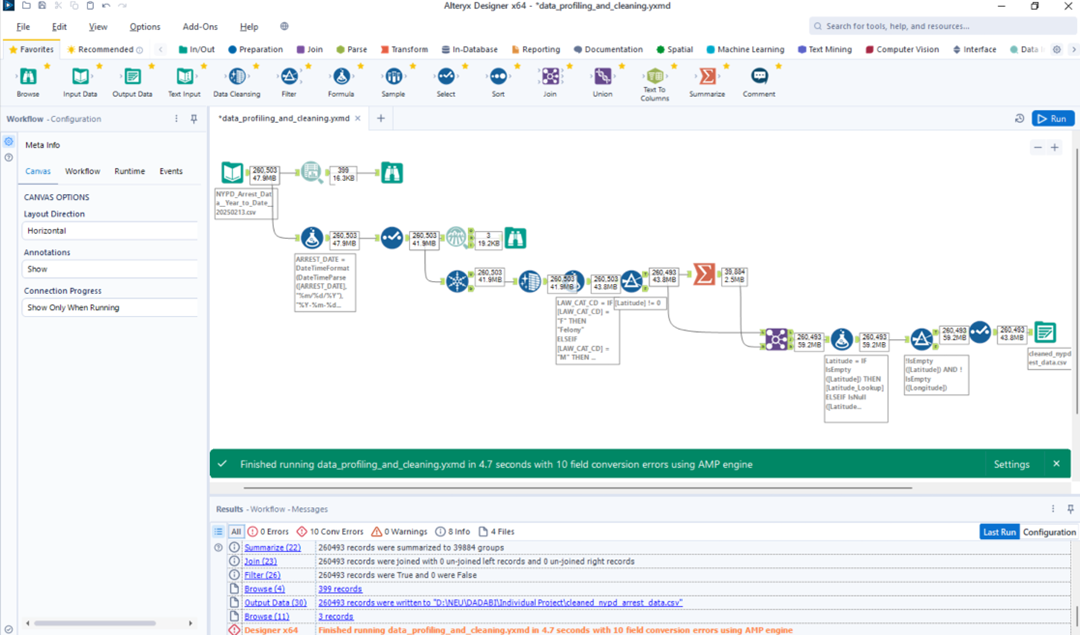 Alteryx Designer x64 - *data_profiling_and_cleaning.yxmd
File Edit View Options Add-Ons Help
Search for tools, help, and resources...
Favorites Recommended In/Out Preparation Join Parse Transform In-Database Reporting Documentation Spatial Machine Learning Text Mining Computer Vision Interface Data
Browse Input Data Output Data Text Input Data Cleansing Filter Formula Sample Select Sort Join Union Text To Columns Summarize Comment
Workflow - Configuration
*data_profiling_and_cleaning.yxmd
Run
Meta Info
Canvas Workflow Runtime Events
CANVAS OPTIONS
Layout Direction
Horizontal
Annotations
Show
Connection Progress
Show Only When Running
260,503
47.9MB
399
16.3KB
NYPD_Arrest_Dat
a__Year_to_Date_
20250213.csv
260,503
47.9MB
260,503
41.9MB
3
19.2KB
ARREST_DATE =
DateTimeFormat
(DateTimeParse
([ARREST_DATE],
"%m/%d/%Y"),
"%Y-%m-%d...
260,503
41.9MB
260,503
41.9MB
260,503
43.8MB
260,493
43.8MB
39,884
2.5MB
LAW_CAT_CD = IF
[LAW_CAT_CD] =
"F" THEN
"Felony"
ELSEIF
[LAW_CAT_CD] =
"M" THEN ...
[Latitude] != 0
260,493
59.2MB
260,493
59.2MB
260,493
59.2MB
260,493
43.8MB
Latitude = IF
IsEmpty
([Latitude]) THEN
[Latitude_Lookup]
ELSEIF IsNull
([Latitude...
!IsEmpty
([Latitude]) AND !
IsEmpty
([Longitude])
cleaned_nypd
est_data.csv
Finished running data_profiling_and_cleaning.yxmd in 4.7 seconds with 10 field conversion errors using AMP engine
Settings
Results - Workflow - Messages
All 0 Errors 10 Conv Errors 0 Warnings 8 Info 4 Files
Last Run Configuration
Summarize (22) 260493 records were summarized to 39884 groups
Join (23) 260493 records were joined with 0 un-joined left records and 0 un-joined right records
Filter (26) 260493 records were True and 0 were False
Browse (4) 399 records
Output Data (30) 260493 records were written to "D:\NEU\DADABI\Individual Project\cleaned_nypd_arrest_data.csv"
Browse (11) 3 records
Designer x64 Finished running data_profiling_and_cleaning.yxmd in 4.7 seconds with 10 field conversion errors using AMP engine